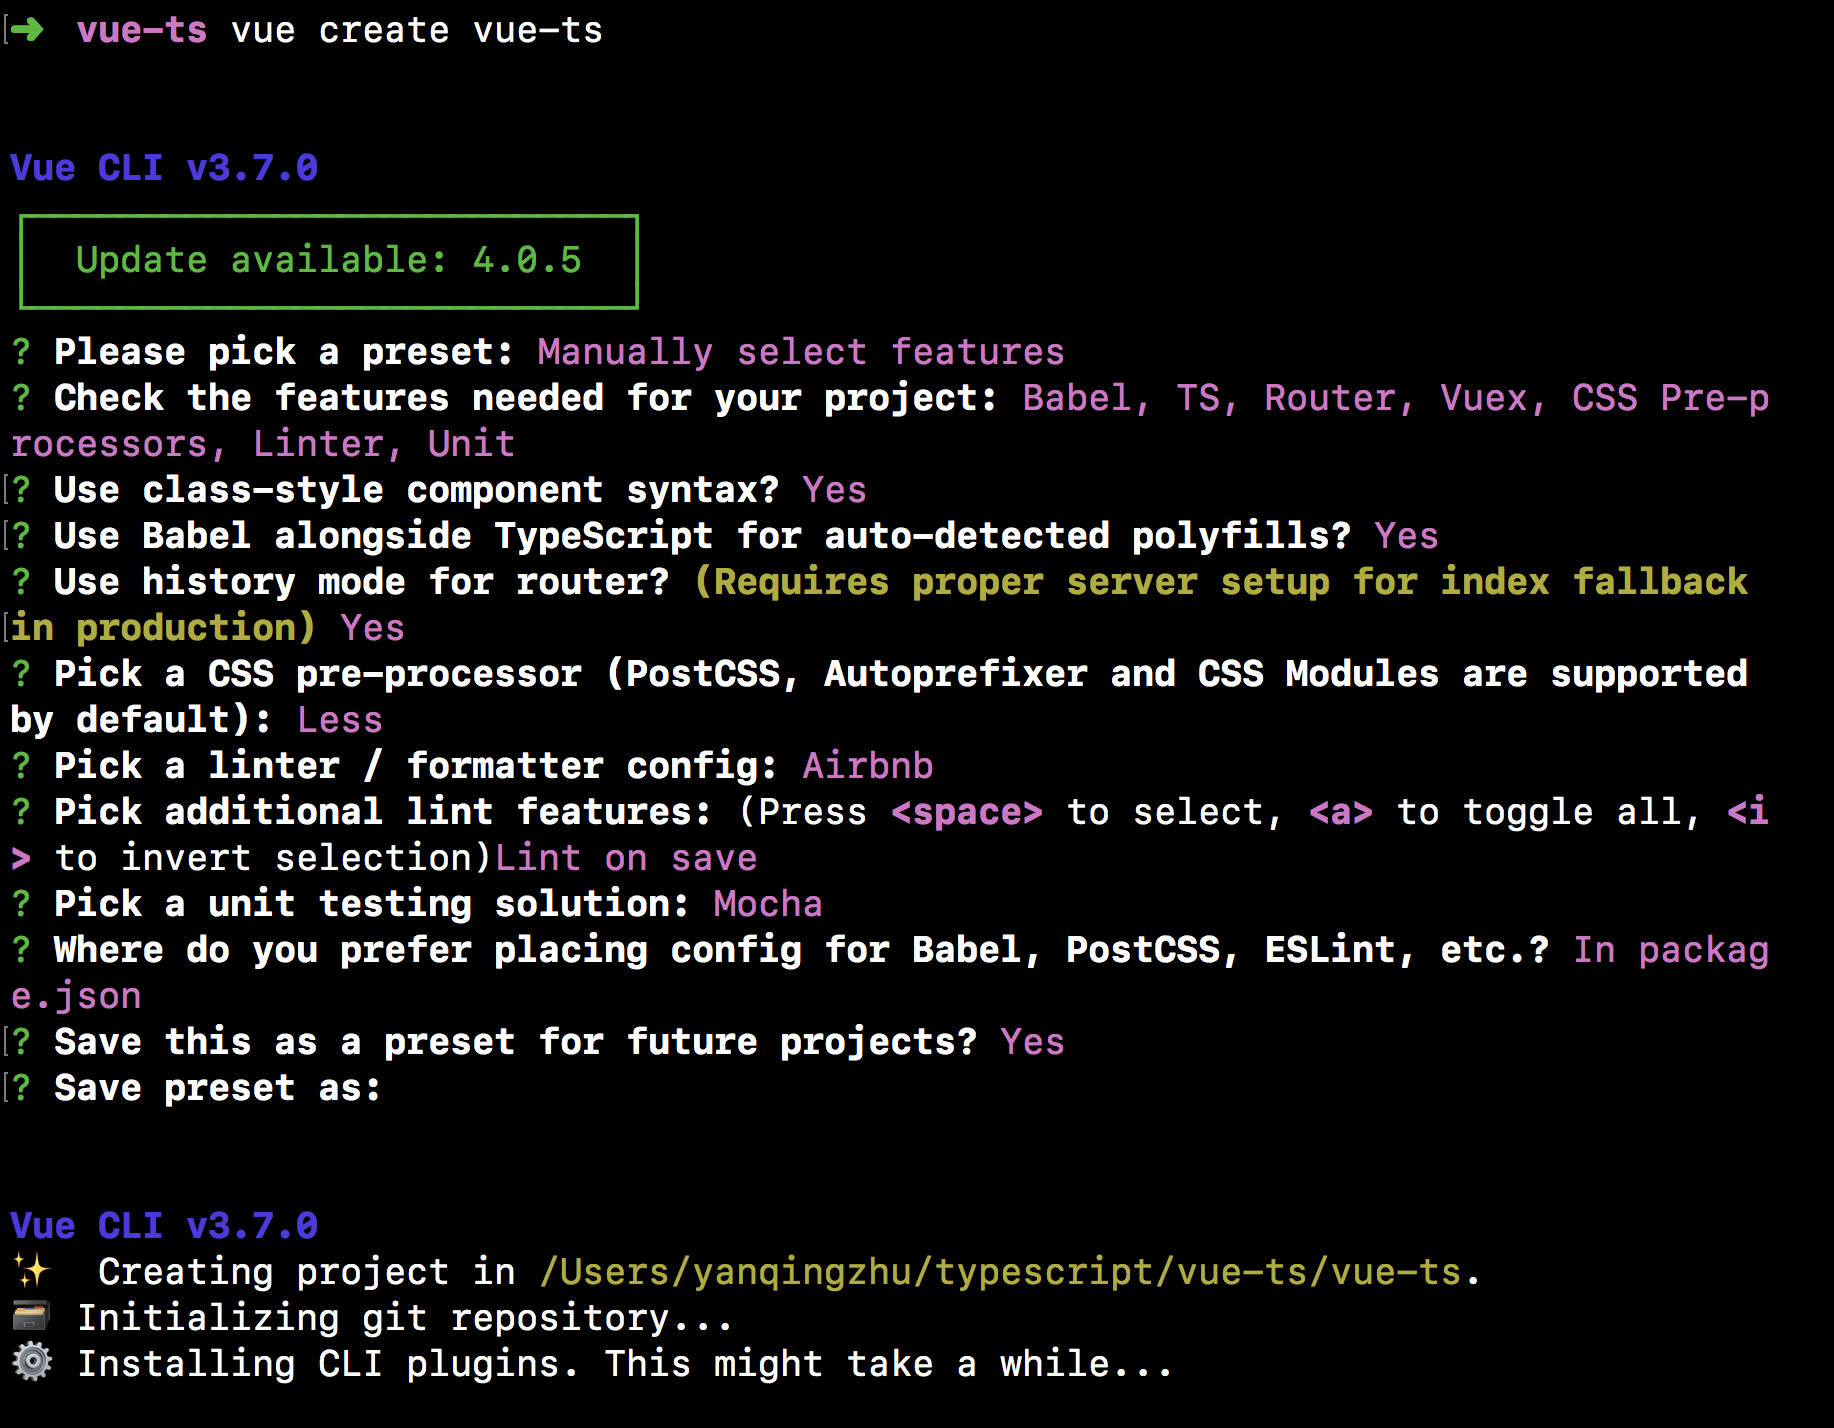 ➜ vue-ts vue create vue-ts
Vue CLI v3.7.0
Update available: 4.0.5
? Please pick a preset: Manually select features
? Check the features needed for your project: Babel, TS, Router, Vuex, CSS Pre-p
rocessors, Linter, Unit
[? Use class-style component syntax? Yes
[? Use Babel alongside TypeScript for auto-detected polyfills? Yes
? Use history mode for router? (Requires proper server setup for index fallback
[in production) Yes
? Pick a CSS pre-processor (PostCSS, Autoprefixer and CSS Modules are supported
by default): Less
? Pick a linter / formatter config: Airbnb
? Pick additional lint features: (Press <space> to select, <a> to toggle all, <i
> to invert selection)Lint on save
? Pick a unit testing solution: Mocha
? Where do you prefer placing config for Babel, PostCSS, ESLint, etc.? In packag
e.json
[? Save this as a preset for future projects? Yes
[? Save preset as:
Vue CLI v3.7.0
✨ Creating project in /Users/yanqingzhu/typescript/vue-ts/vue-ts.
🗃 Initializing git repository...
⚙ Installing CLI plugins. This might take a while...